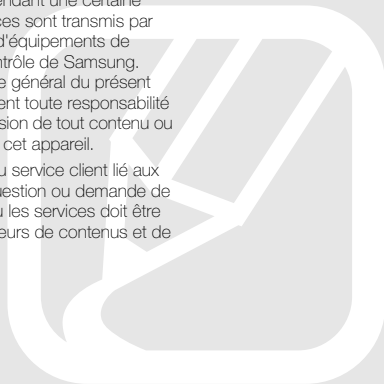 endant une certaine
ces sont transmis par
d'équipements de
ntrôle de Samsung.
e général du présent
ent toute responsabilité
sion de tout contenu ou
cet appareil.
u service client lié aux
uestion ou demande de
u les services doit être
eurs de contenus et de